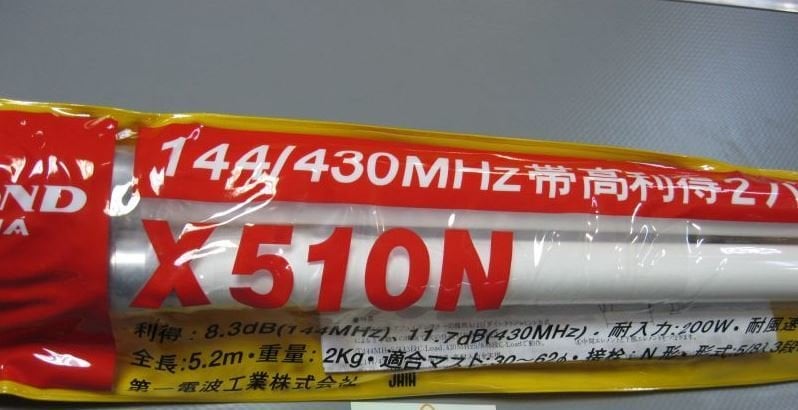 OND
NA
144/430MHz帯高利得2バ
X510N
利得:8.3dB(144MHz), 11.7dB(430MHz)・耐入力:200W・耐風速
全長:5.2m・重量:2Kg・適合マスト:30~62φ・接栓:N形・形式:5/8λ3段
第一電波工業株式会社 JAIA